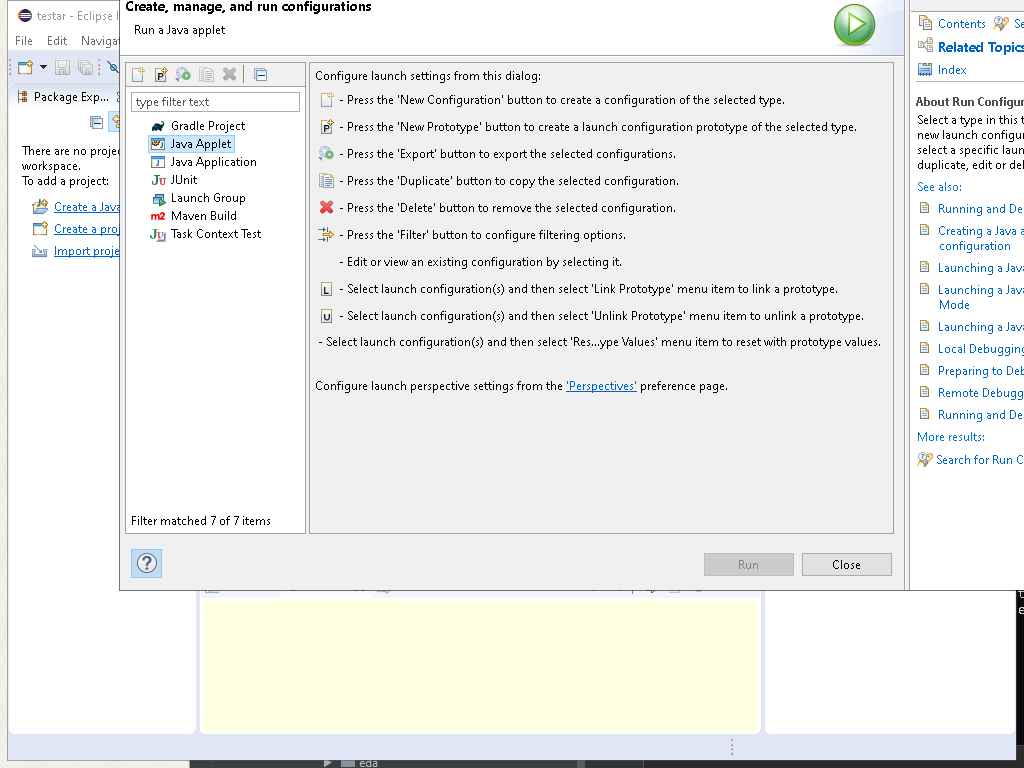 testar - Eclipse I
File Edit Naviga
Package Exp...
There are no proje
workspace.
To add a project:
Create a Java
Create a proj
Import proje
Create, manage, and run configurations
Run a Java applet
type filter text
Gradle Project
Java Applet
Java Application
JUnit
Launch Group
Maven Build
Task Context Test
Filter matched 7 of 7 items
Configure launch settings from this dialog:
- Press the 'New Configuration' button to create a configuration of the selected type.
- Press the 'New Prototype' button to create a launch configuration prototype of the selected type.
- Press the 'Export' button to export the selected configurations.
- Press the 'Duplicate' button to copy the selected configuration.
- Press the 'Delete' button to remove the selected configuration.
- Press the 'Filter' button to configure filtering options.
- Edit or view an existing configuration by selecting it.
- Select launch configuration(s) and then select 'Link Prototype' menu item to link a prototype.
- Select launch configuration(s) and then select 'Unlink Prototype' menu item to unlink a prototype.
- Select launch configuration(s) and then select 'Res...ype Values' menu item to reset with prototype values.
Configure launch perspective settings from the 'Perspectives' preference page.
Run Close
Contents Se
Related Topics
Index
About Run Configur
Select a type in this t
new launch configu
select a specific laun
duplicate, edit or del
See also:
Running and De
Creating a Java a
configuration
Launching a Java
Launching a Java
Mode
Launching a Java
Local Debugging
Preparing to Deb
Remote Debugg
Running and De
More results:
Search for Run C
eda